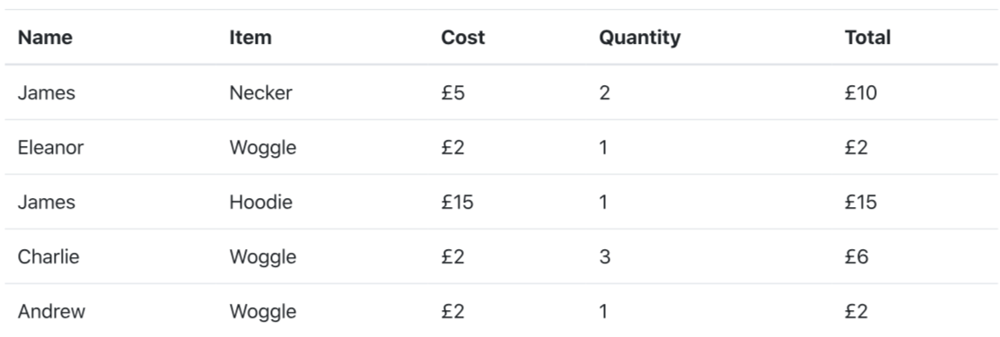 Name Item Cost Quantity Total
James Necker £5 2 £10
Eleanor Woggle £2 1 £2
James Hoodie £15 1 £15
Charlie Woggle £2 3 £6
Andrew Woggle £2 1 £2